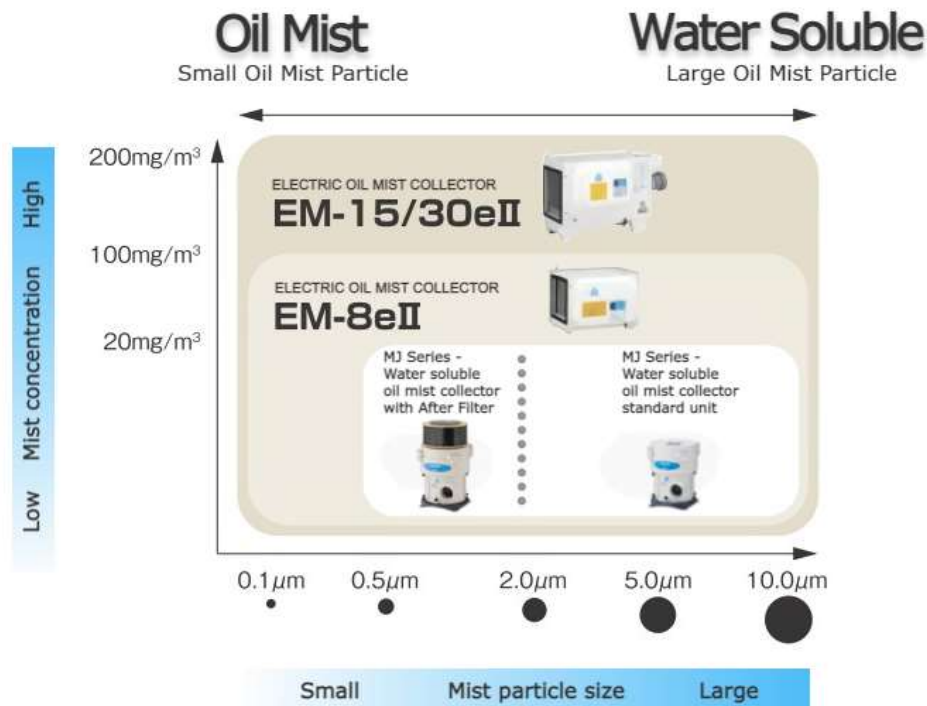 Oil Mist
Small Oil Mist Particle
Water Soluble
Large Oil Mist Particle
High
Mist concentration
Low
200mg/m³
100mg/m³
20mg/m³
ELECTRIC OIL MIST COLLECTOR
EM-15/30eII
ELECTRIC OIL MIST COLLECTOR
EM-8eII
MJ Series -
Water soluble
oil mist collector
with After Filter
MJ Series -
Water soluble
oil mist collector
standard unit
0.1μm
0.5μm
2.0μm
5.0μm
10.0μm
Small
Mist particle size
Large